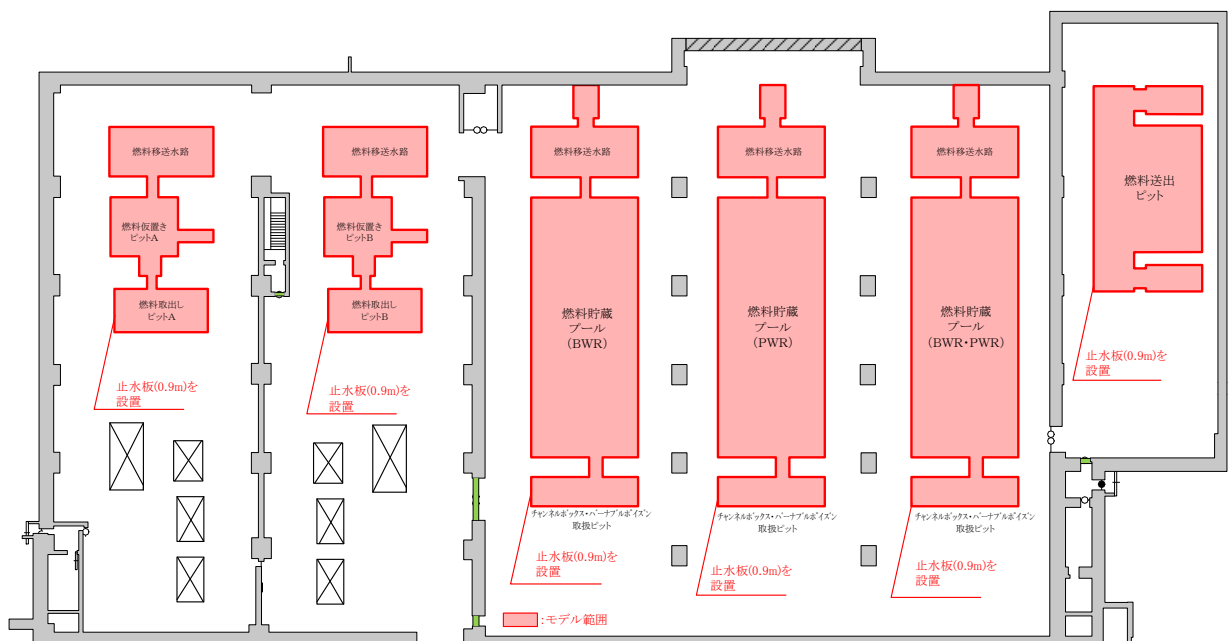 燃料移送水路
燃料仮置き
ピットA
燃料取出し
ピットA
止水板(0.9m)を
設置
燃料移送水路
燃料仮置き
ピットB
燃料取出し
ピットB
止水板(0.9m)を
設置
燃料移送水路
燃料貯蔵
プール
(BWR)
チャンネルボックス・バーナブルポイズン
取扱ピット
止水板(0.9m)を
設置
燃料移送水路
燃料貯蔵
プール
(PWR)
チャンネルボックス・バーナブルポイズン
取扱ピット
止水板(0.9m)を
設置
燃料移送水路
燃料貯蔵
プール
(BWR・PWR)
チャンネルボックス・バーナブルポイズン
取扱ピット
止水板(0.9m)を
設置
燃料送出
ピット
止水板(0.9m)を
設置
:モデル範囲